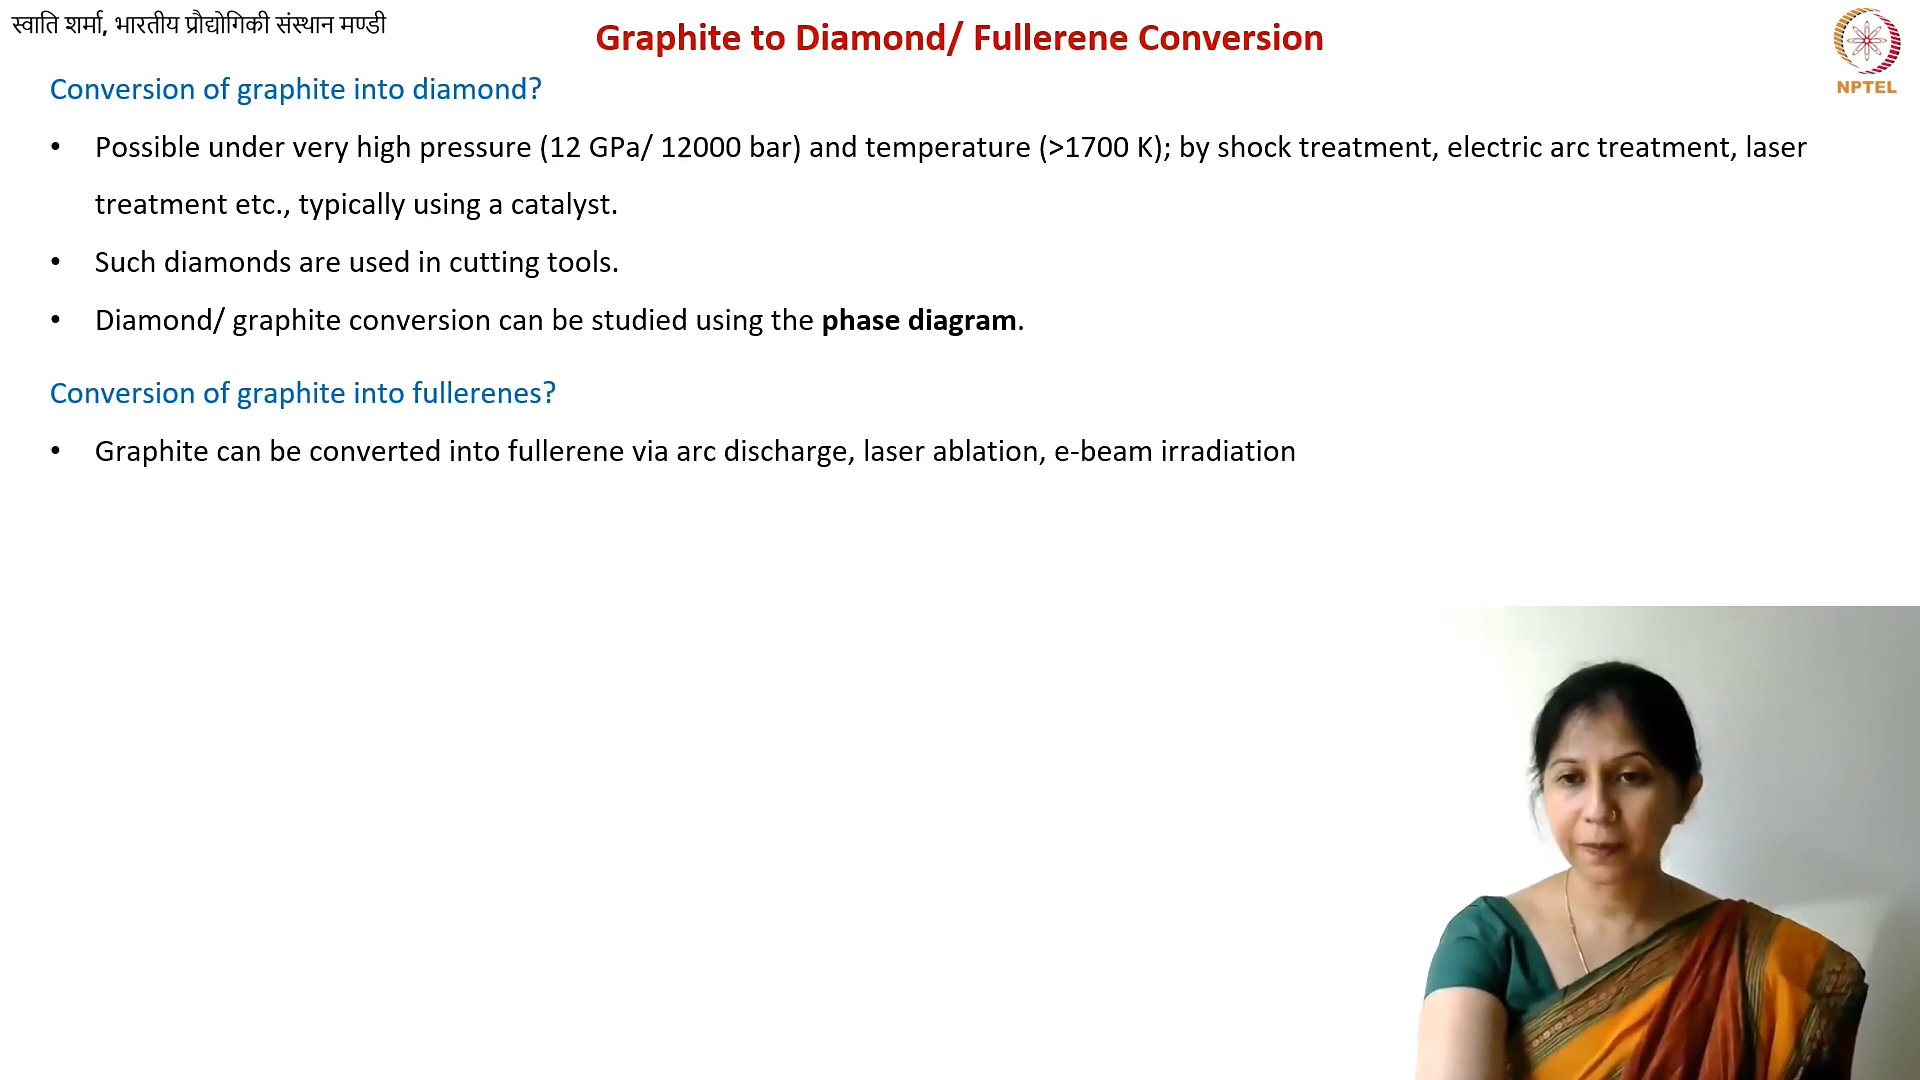 स्वाति शर्मा, भारतीय प्रौद्योगिकी संस्थान मण्डी
Graphite to Diamond/ Fullerene Conversion
NPTEL
Conversion of graphite into diamond?
• Possible under very high pressure (12 GPa/ 12000 bar) and temperature (>1700 K); by shock treatment, electric arc treatment, laser
treatment etc., typically using a catalyst.
• Such diamonds are used in cutting tools.
• Diamond/ graphite conversion can be studied using the phase diagram.
Conversion of graphite into fullerenes?
• Graphite can be converted into fullerene via arc discharge, laser ablation, e-beam irradiation